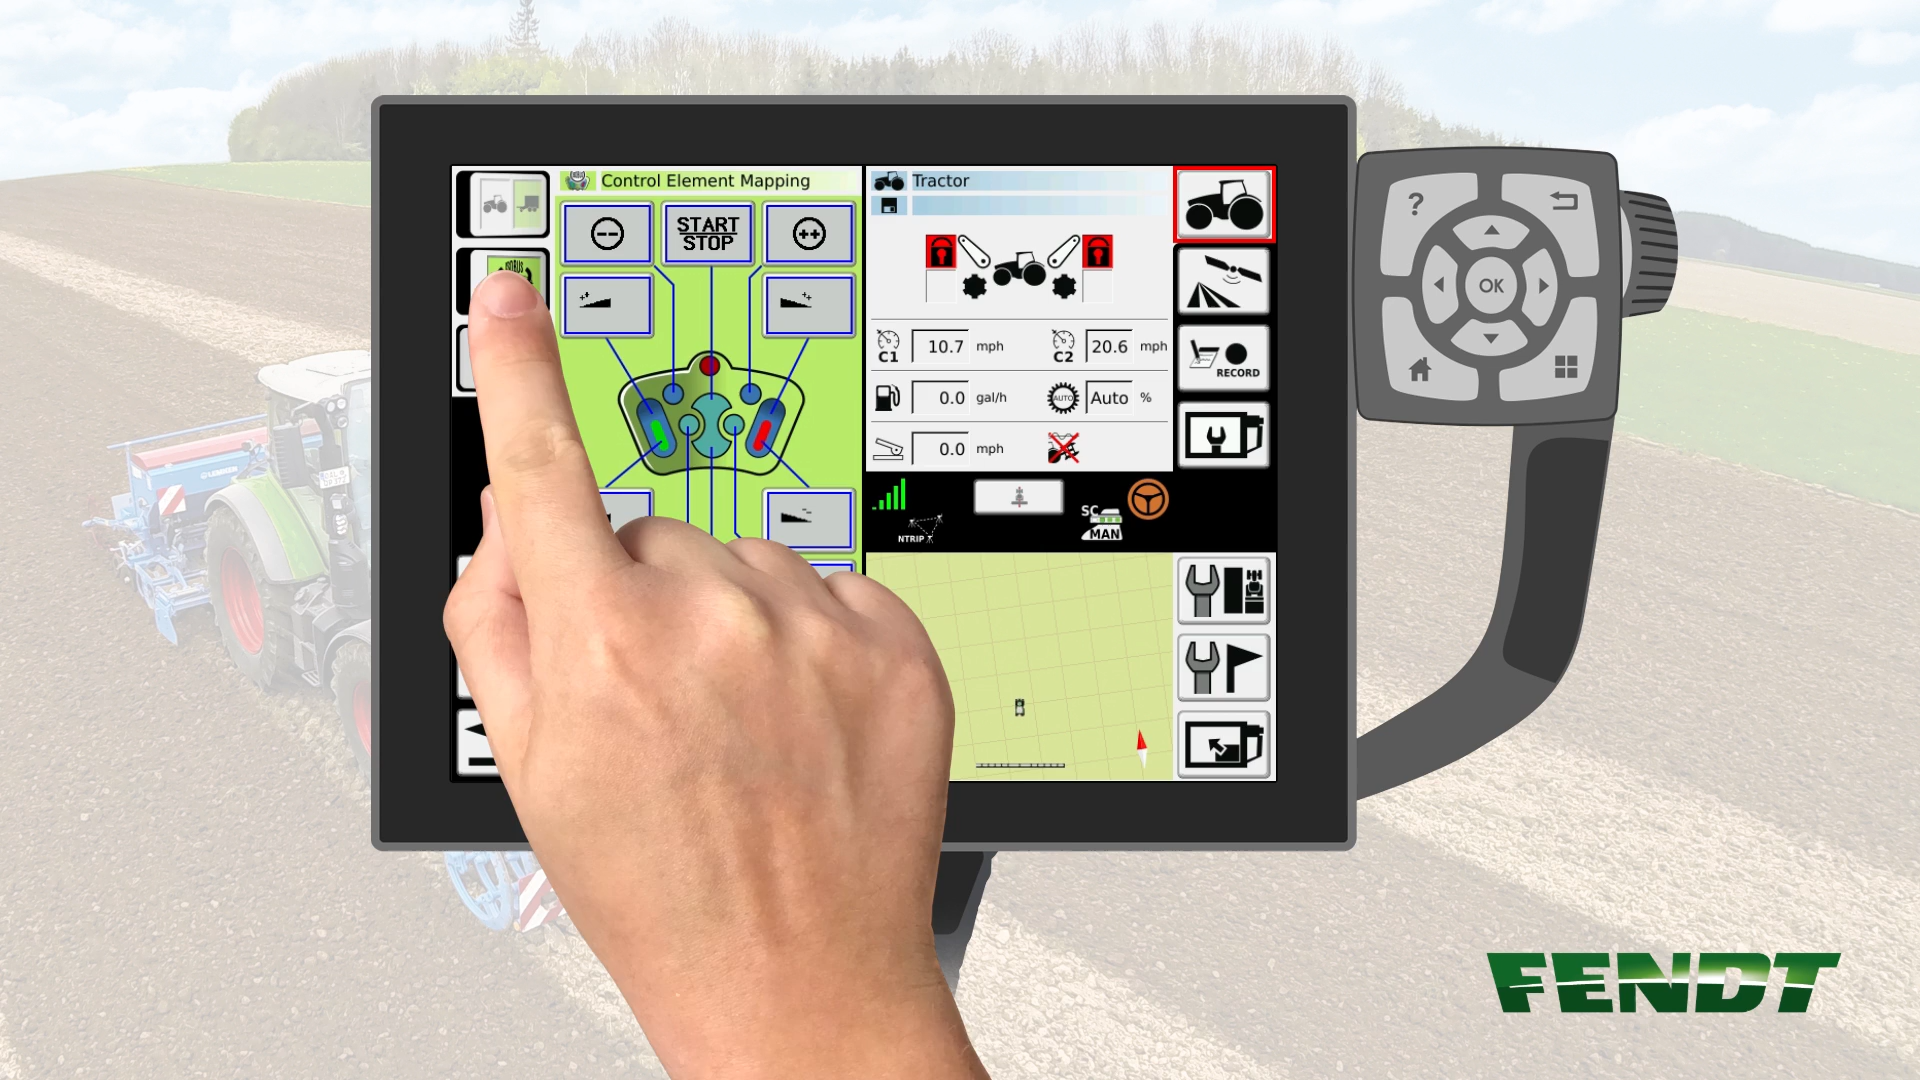 Control Element Mapping
START
STOP
Tractor
C1
10.7 mph
C2
20.6 mph
0.0 gal/h
AUTO
Auto %
0.0 mph
RECORD
NTRIP
SC
MAN
?
OK
FENDT